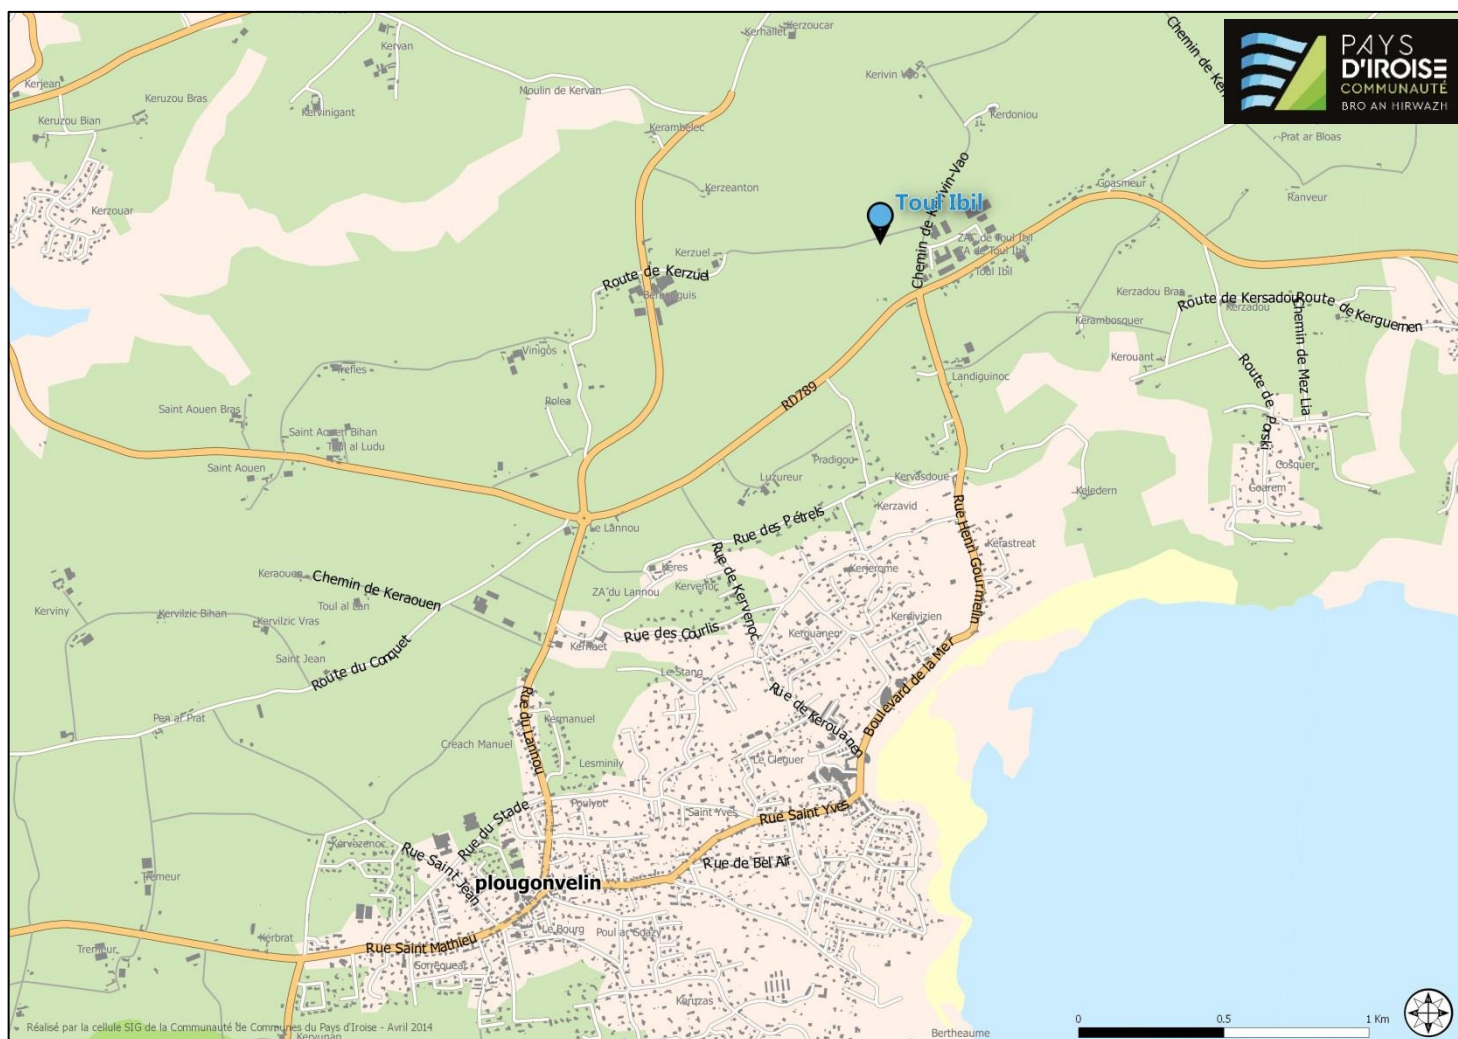 PAYS
D'IROISE
COMMUNAUTÉ
BRO AN HIRWAZH
Kerzoucar
Kerhallet
Kervan
Kerjean
Keruzou Bras
Keruzou Bian
Kervinigant
Moulin de Kervan
Kerambelec
Kerivin Vao
Kerdoniou
Prat ar Bloas
Ranveur
Goasmeur
Kerzeanton
Kerzouar
Toul Ibil
Chemin de Kerivin-Vao
ZAC de Toul Ibil
ZA de Toul Ibil
Toul Ibil
Kerzuel
Route de Kerzuel
Berbouguis
Kerzadou Bras
Route de Kersadou
Route de Kerguemen
Kerzadou
Chemin de Mez Lia
Kerambosquer
Kerouant
Route de Porski
Landiguinoc
Vinigos
Trefles
Rolea
RD789
Saint Aouen Bras
Saint Aouen Bihan
Toul al Ludu
Saint Aouen
Pradigou
Luzureur
Kervasdoue
Cosquer
Goarem
Keledern
Kerzavid
Le Lannou
Rue des Pétrels
Rue Henri Gourmelin
Kerastreat
Keres
Rue de Kervenoc
Kerjerome
Keraouen
Chemin de Keraouen
Toul al Lan
ZA du Lannou
Kervenoc
Kerviny
Kervilzic Bihan
Kervilzic Vras
Kerdivizien
Rue des Courlis
Kerouanen
Kerhuet
Saint Jean
Route du Conquet
Le Stang
Boulevard de la Mer
Rue de Kerouanen
Pen ar Prat
Rue du Lannou
Kermanuel
Creach Manuel
Lesminily
Le Cleguer
Poulyot
Saint Yves
Rue Saint Yves
Rue du Stade
Kervezenoc
Rue Saint Jean
Rue de Bel Air
Tremeur
plougonvelin
Le Bourg
Poul ar Goazy
Kerbrat
Tremeur
Rue Saint Mathieu
Gorrequear
Keruzas
Réalisé par la cellule SIG de la Communauté de Communes du Pays d'Iroise - Avril 2014
Kervunan
Bertheaume
0 0.5 1 Km